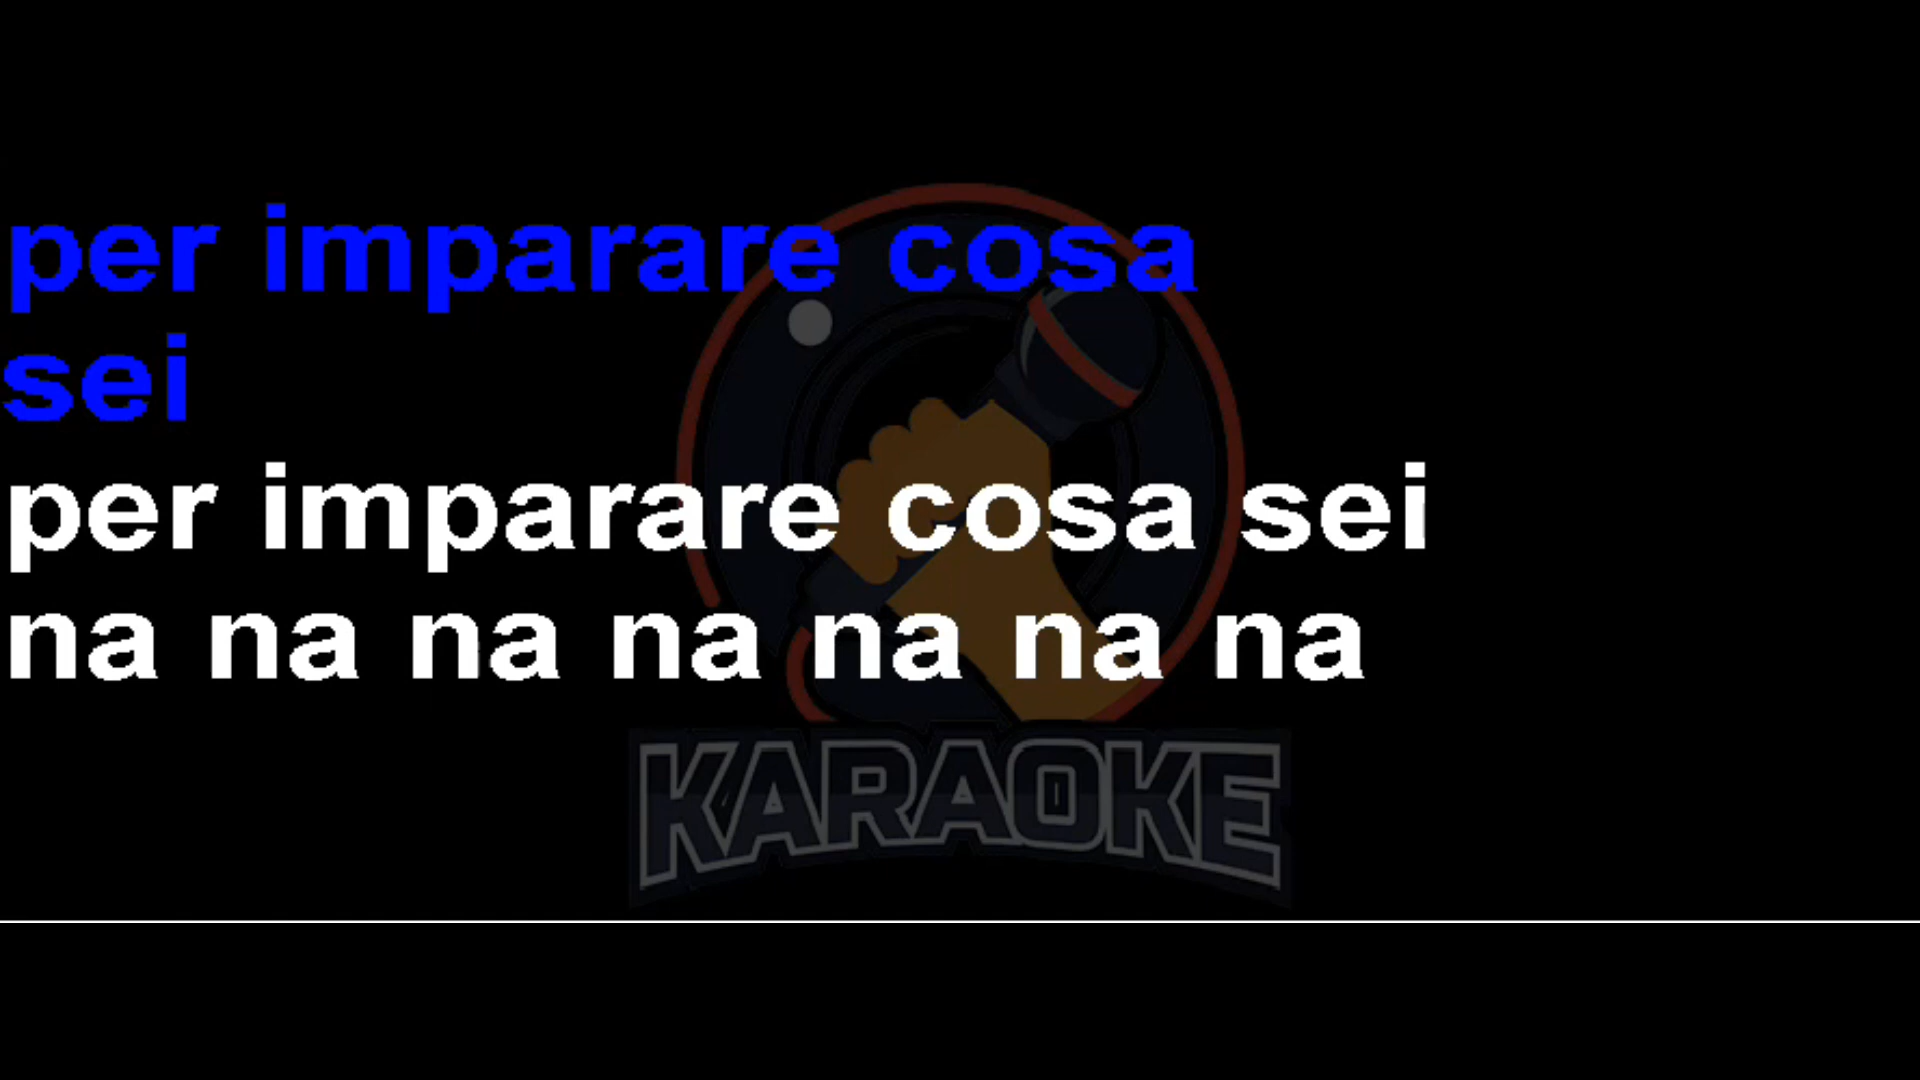 per imparare cosa
sei
per imparare cosa sei
na na na na na na na
KARAOKE